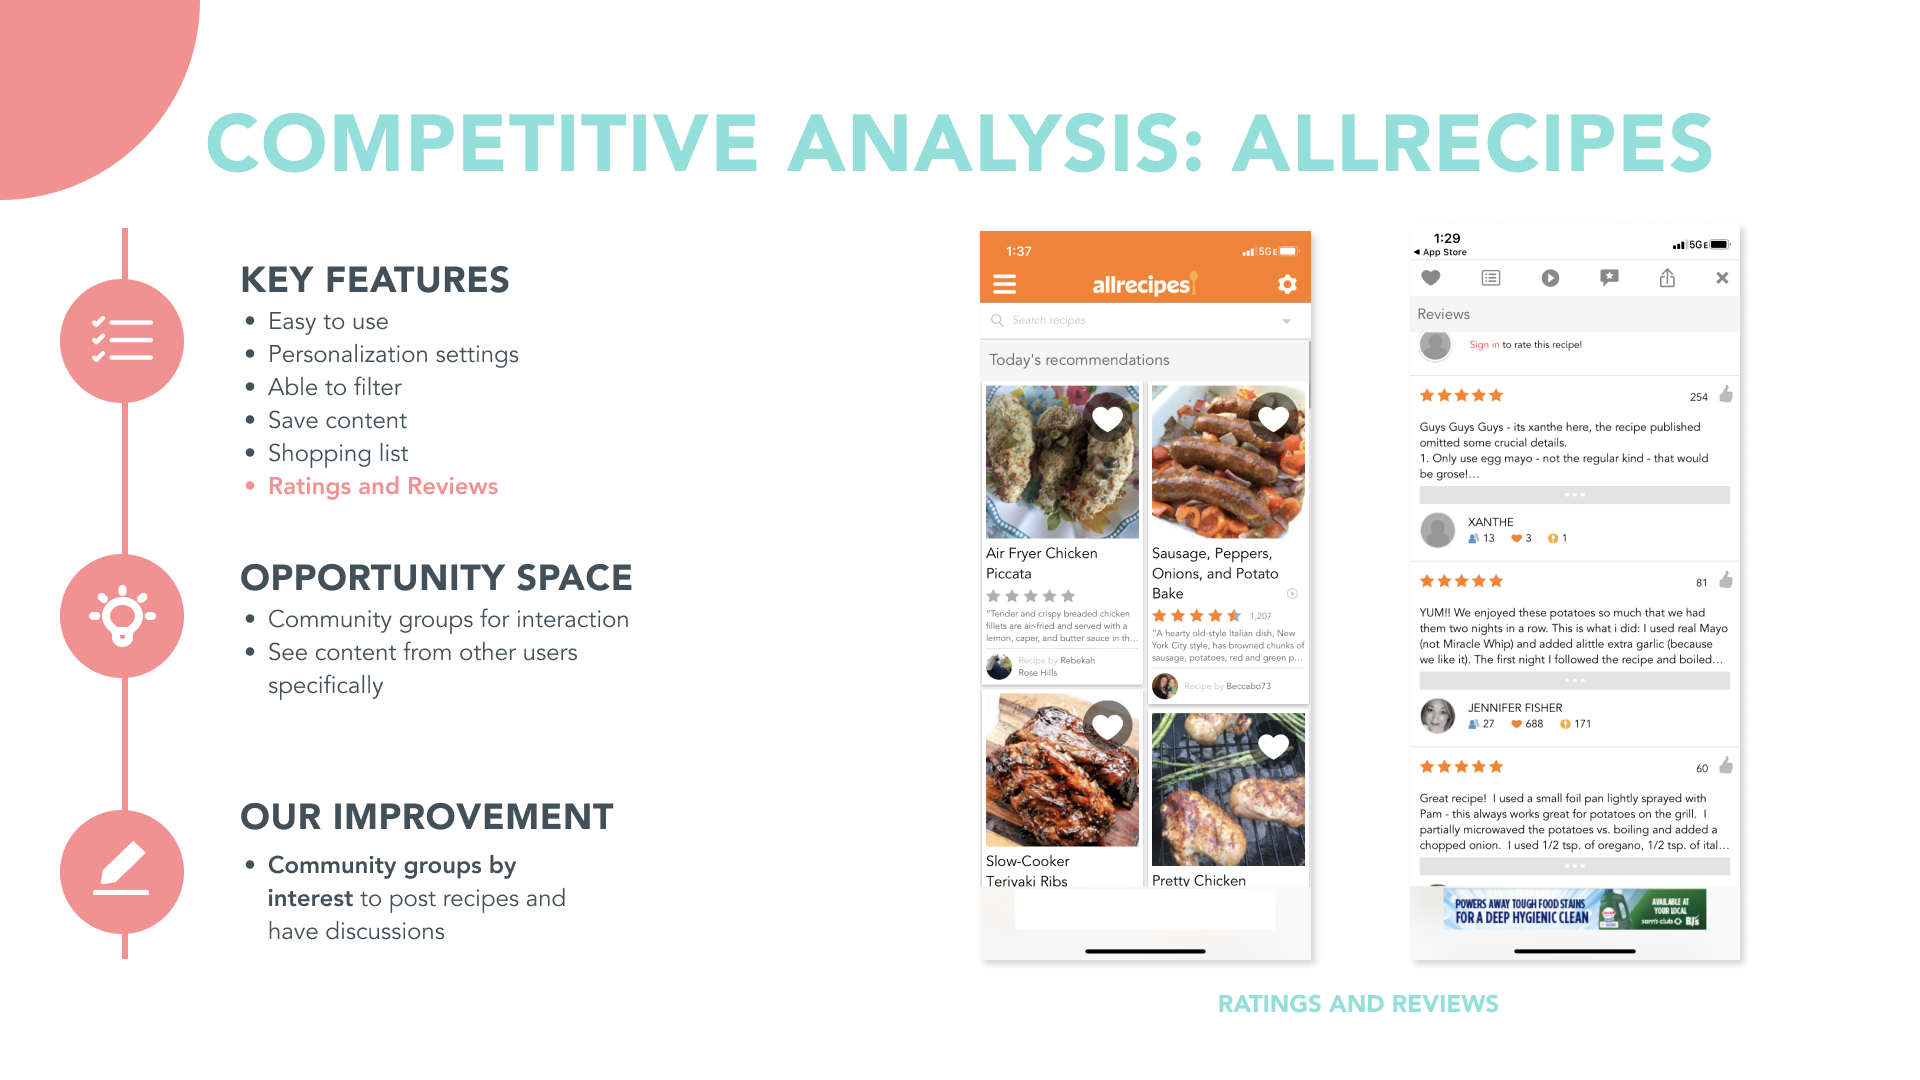 COMPETITIVE ANALYSIS: ALLRECIPES
KEY FEATURES
• Easy to use
• Personalization settings
• Able to filter
• Save content
• Shopping list
• Ratings and Reviews
OPPORTUNITY SPACE
• Community groups for interaction
• See content from other users
specifically
OUR IMPROVEMENT
• Community groups by
interest to post recipes and
have discussions
1:37
5GE
allrecipes
Search recipes
Today's recommendations
Air Fryer Chicken
Piccata
"Tender and crispy breaded chicken
fillets are air-fried and served with a
lemon, caper, and butter sauce in th...
Recipe by Rebekah
Rose Hills
Sausage, Peppers,
Onions, and Potato
Bake
1,207
"A hearty old-style Italian dish, New
York City style, has browned chunks of
sausage, potatoes, red and green p...
Recipe by Beccabo73
Slow-Cooker
Teriyaki Ribs
Pretty Chicken
1:29
5GE
App Store
Reviews
Sign in to rate this recipe!
254
Guys Guys Guys - its xanthe here, the recipe published
omitted some crucial details.
1. Only use egg mayo - not the regular kind - that would
be grose!...
XANTHE
13 3 1
81
YUM!! We enjoyed these potatoes so much that we had
them two nights in a row. This is what i did: I used real Mayo
(not Miracle Whip) and added alittle extra garlic (because
we like it). The first night I followed the recipe and boiled...
JENNIFER FISHER
27 688 171
60
Great recipe! I used a small foil pan lightly sprayed with
Pam - this always works great for potatoes on the grill. I
partially microwaved the potatoes vs. boiling and added a
chopped onion. I used 1/2 tsp. of oregano, 1/2 tsp. of ital...
POWERS AWAY TOUGH FOOD STAINS
FOR A DEEP HYGIENIC CLEAN
AVAILABLE AT
YOUR LOCAL
sam's club BJ's
RATINGS AND REVIEWS